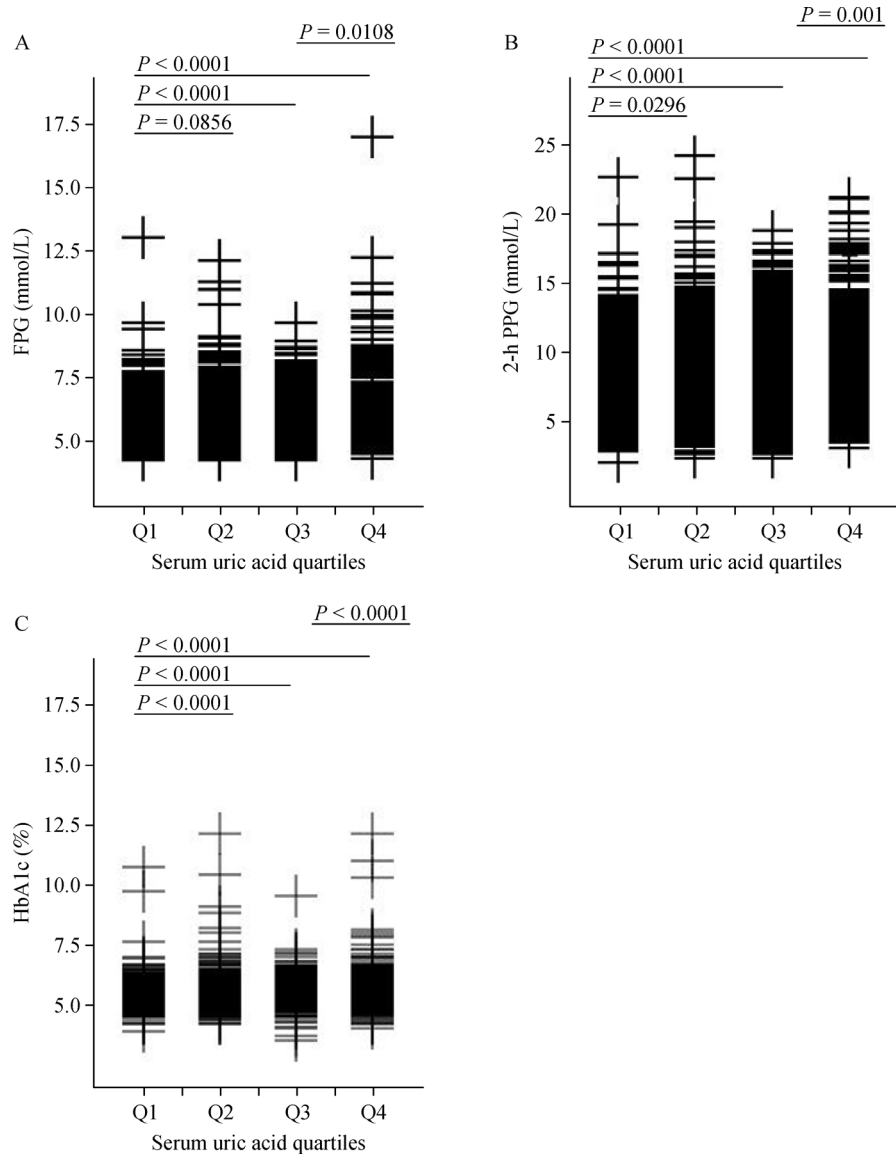 A
P = 0.0108
P < 0.0001
P < 0.0001
P = 0.0856
17.5
15.0
12.5
10.0
7.5
5.0
FPG (mmol/L)
Q1 Q2 Q3 Q4
Serum uric acid quartiles
B
P = 0.001
P < 0.0001
P < 0.0001
P = 0.0296
25
20
15
10
5
2-h PPG (mmol/L)
Q1 Q2 Q3 Q4
Serum uric acid quartiles
C
P < 0.0001
P < 0.0001
P < 0.0001
P < 0.0001
17.5
15.0
12.5
10.0
7.5
5.0
HbA1c (%)
Q1 Q2 Q3 Q4
Serum uric acid quartiles